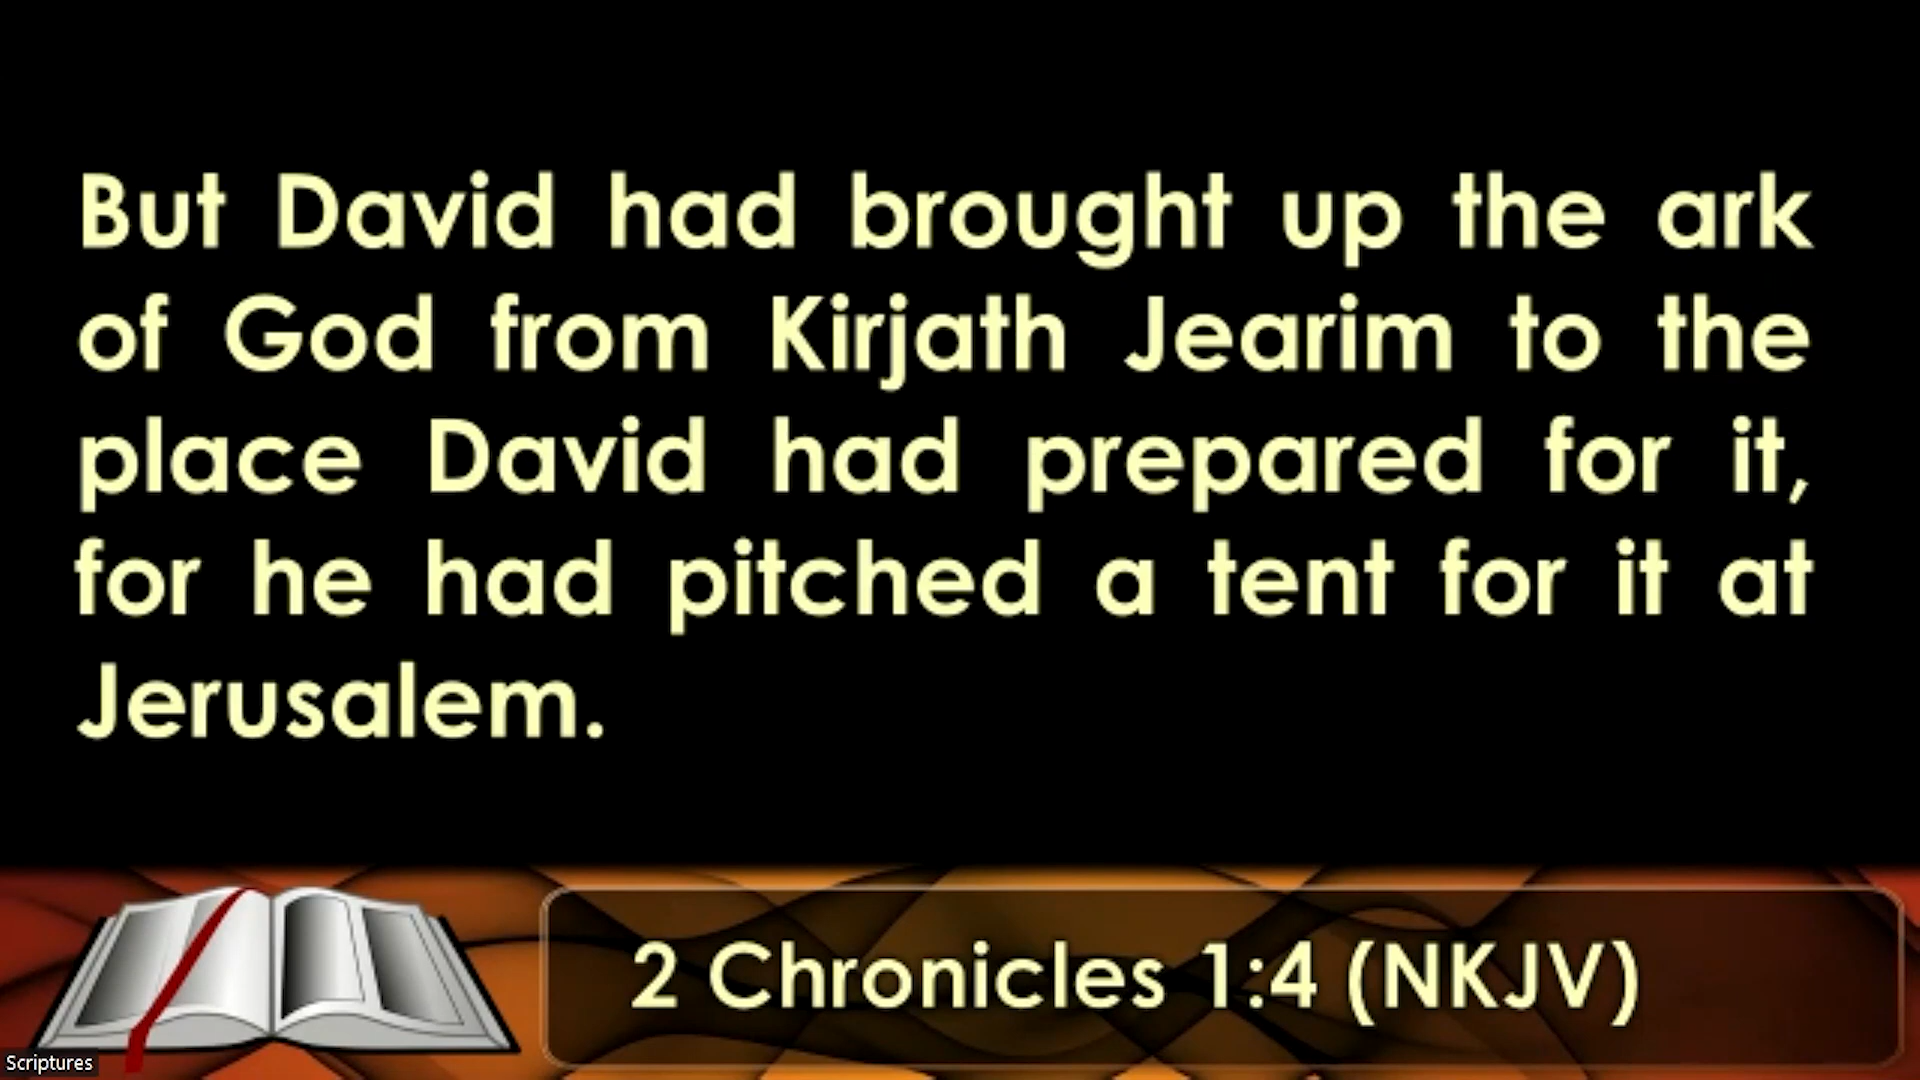 But David had brought up the ark
of God from Kirjath Jearim to the
place David had prepared for it,
for he had pitched a tent for it at
Jerusalem.
2 Chronicles 1:4 (NKJV)
Scriptures